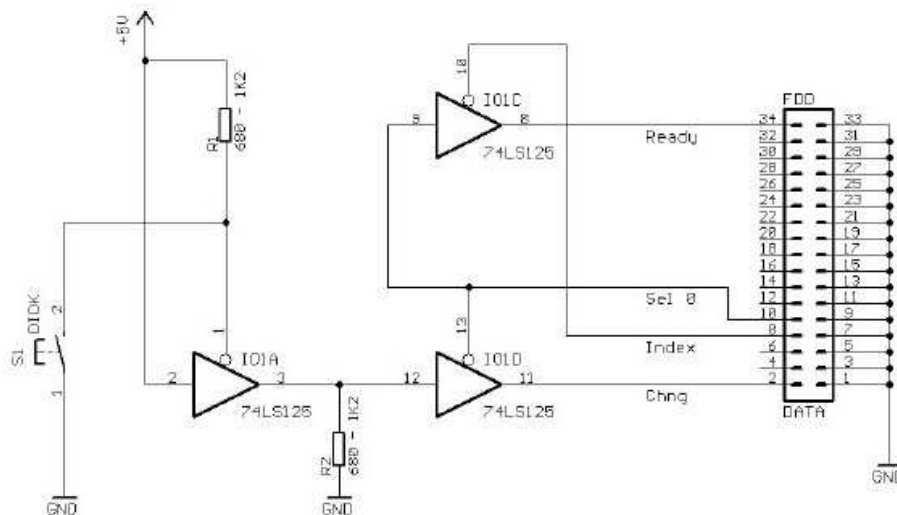 +5V
R1
680 - 1K2
10
IO1C
9
8
74LS125
Ready
FDD
34 33
32 31
30 29
28 27
26 25
24 23
22 21
20 19
18 17
16 15
14 13
12 11
10 9
8 7
6 5
4 3
2 1
DATA
Sel 0
Index
Chng
2
S1
1
1
IO1A
2
3
74LS125
R2
680 - 1K2
13
IO1D
12
11
74LS125
GND
GND
GND